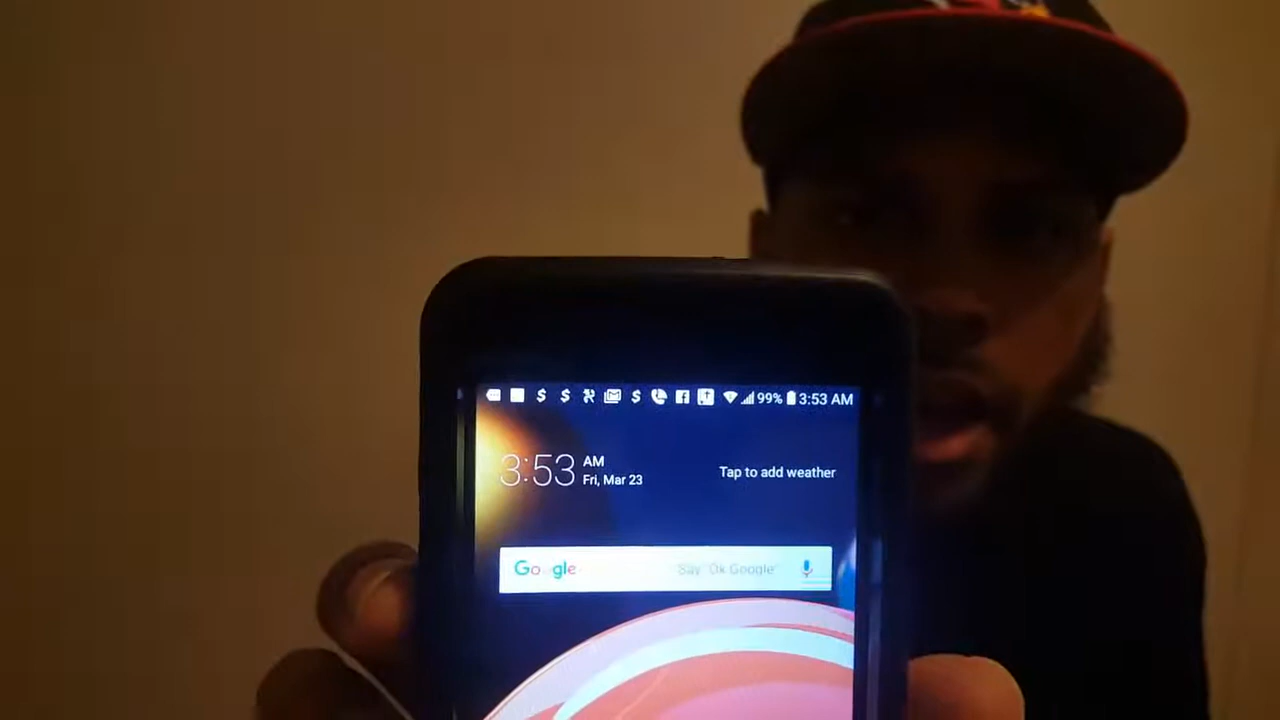 $ $ $ 99% 3:53 AM
3:53 AM
Fri, Mar 23
Tap to add weather
Google Say "Ok Google"